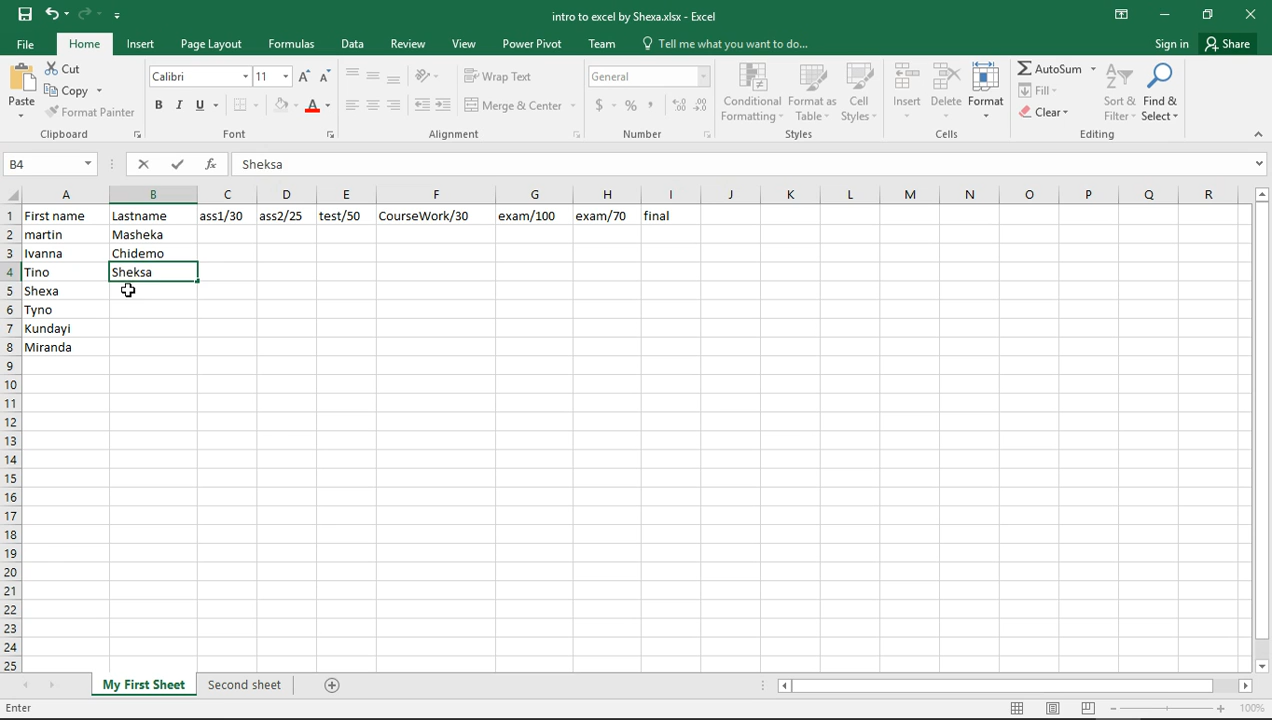 intro to excel by Shexa.xlsx - Excel
File Home Insert Page Layout Formulas Data Review View Power Pivot Team Tell me what you want to do... Sign in Share
Paste Cut Copy Format Painter
Clipboard
Calibri 11 A A
B I U A
Font
Wrap Text
Merge & Center
Alignment
General
$ % , .0 .00 .00 .0
Number
Conditional Formatting Format as Table Cell Styles
Styles
Insert Delete Format
Cells
AutoSum Fill Clear Sort & Filter Find & Select
Editing
B4 fx Sheksa
A B C D E F G H I J K L M N O P Q R
1 First name Lastname ass1/30 ass2/25 test/50 CourseWork/30 exam/100 exam/70 final
2 martin Masheka
3 Ivanna Chidemo
4 Tino Sheksa
5 Shexa
6 Tyno
7 Kundayi
8 Miranda
9
10
11
12
13
14
15
16
17
18
19
20
21
22
23
24
25
My First Sheet Second sheet
Enter 100%